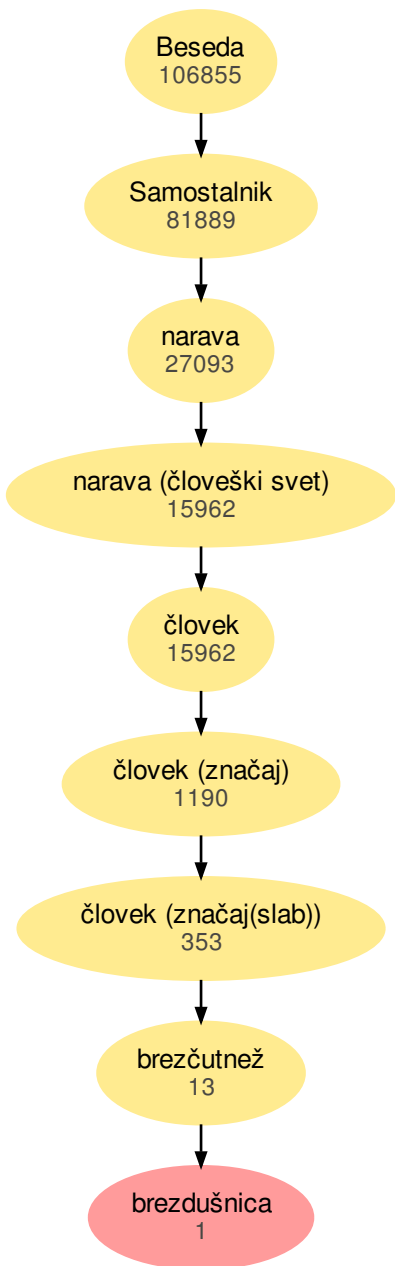 Beseda
106855
Samostalnik
81889
narava
27093
narava (človeški svet)
15962
človek
15962
človek (značaj)
1190
človek (značaj(slab))
353
brezčutnež
13
brezdušnica
1